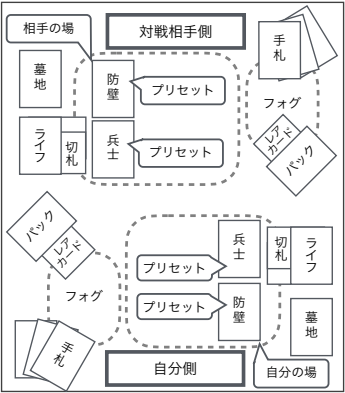 相手の場
対戦相手側
手札
墓地
防壁
プリセット
フォグ
ライフ
切札
兵士
プリセット
レア
カード
パック
パック
レア
カード
兵士
切札
ライフ
プリセット
フォグ
防壁
プリセット
墓地
手札
自分側
自分の場